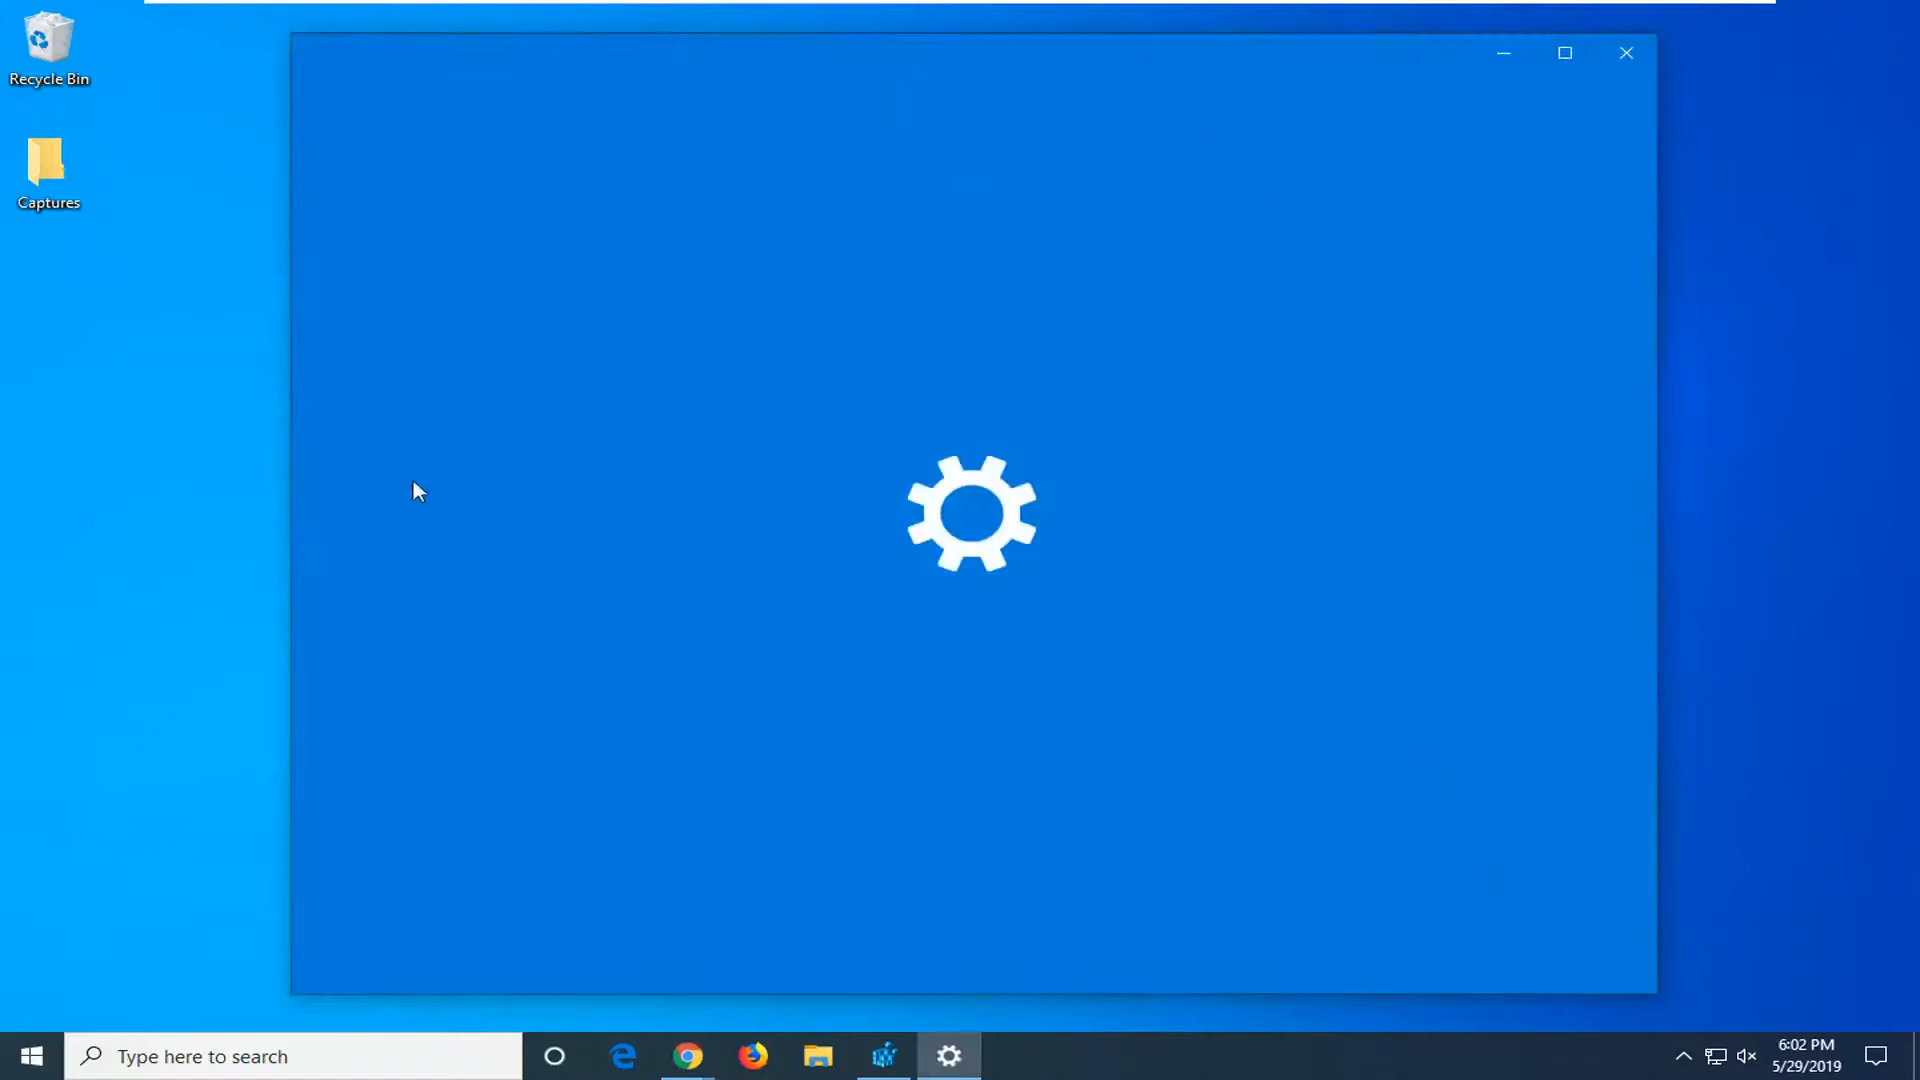 Recycle Bin
Captures
Type here to search
6:02 PM
5/29/2019